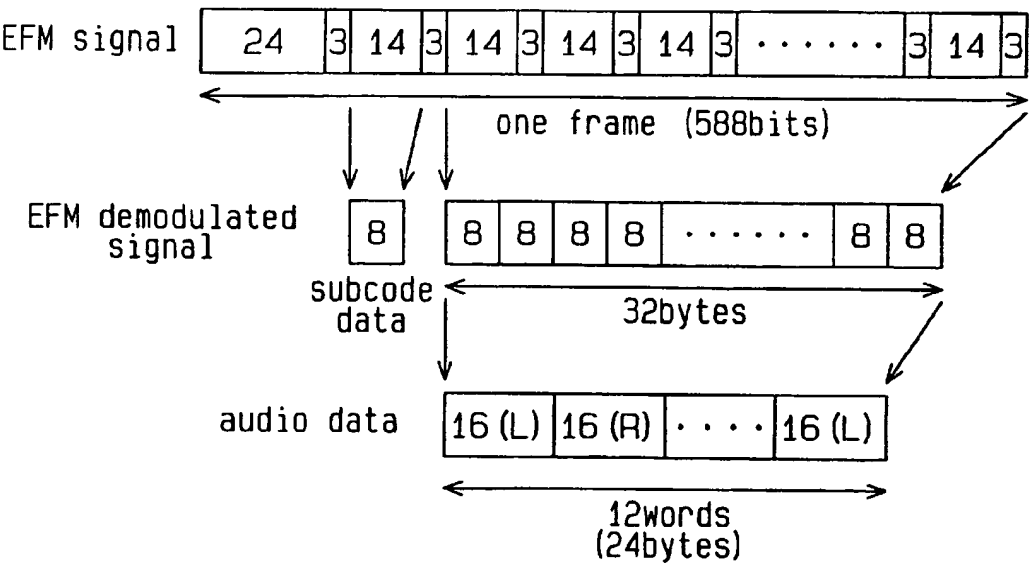 EFM signal 24 3 14 3 14 3 14 3 14 3 ...... 3 14 3
one frame (588bits)
EFM demodulated
signal
8 8 8 8 8 ...... 8 8
subcode
data
32bytes
audio data 16 (L) 16 (R) .... 16 (L)
12words
(24bytes)